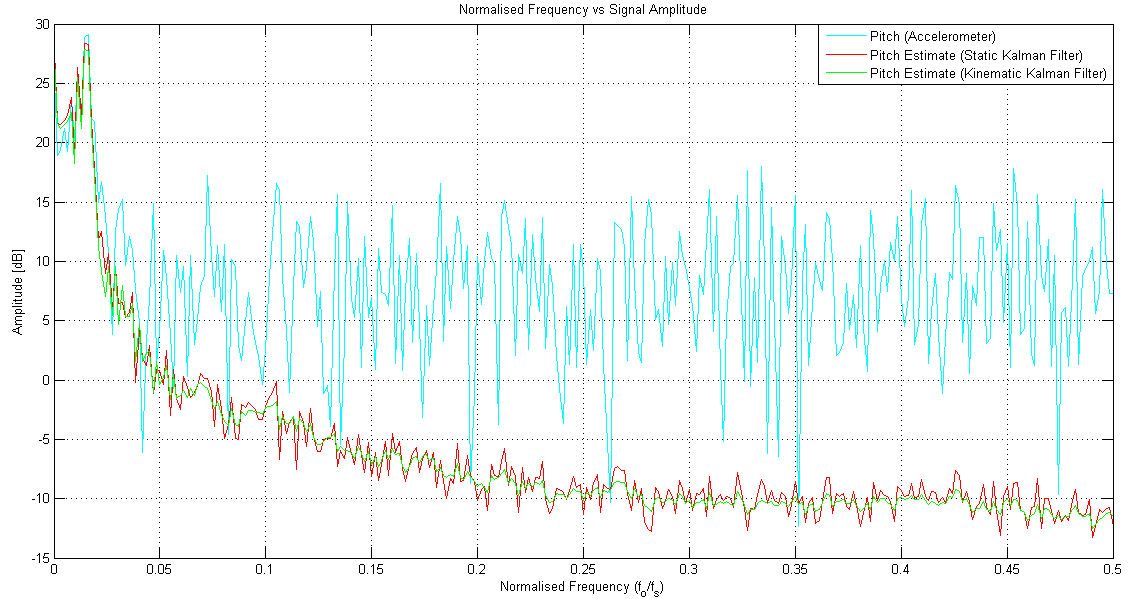 Normalised Frequency vs Signal Amplitude
Pitch (Accelerometer)
Pitch Estimate (Static Kalman Filter)
Pitch Estimate (Kinematic Kalman Filter)
Amplitude [dB]
30
25
20
15
10
5
0
-5
-10
-15
0 0.05 0.1 0.15 0.2 0.25 0.3 0.35 0.4 0.45 0.5
Normalised Frequency (fo/fs)